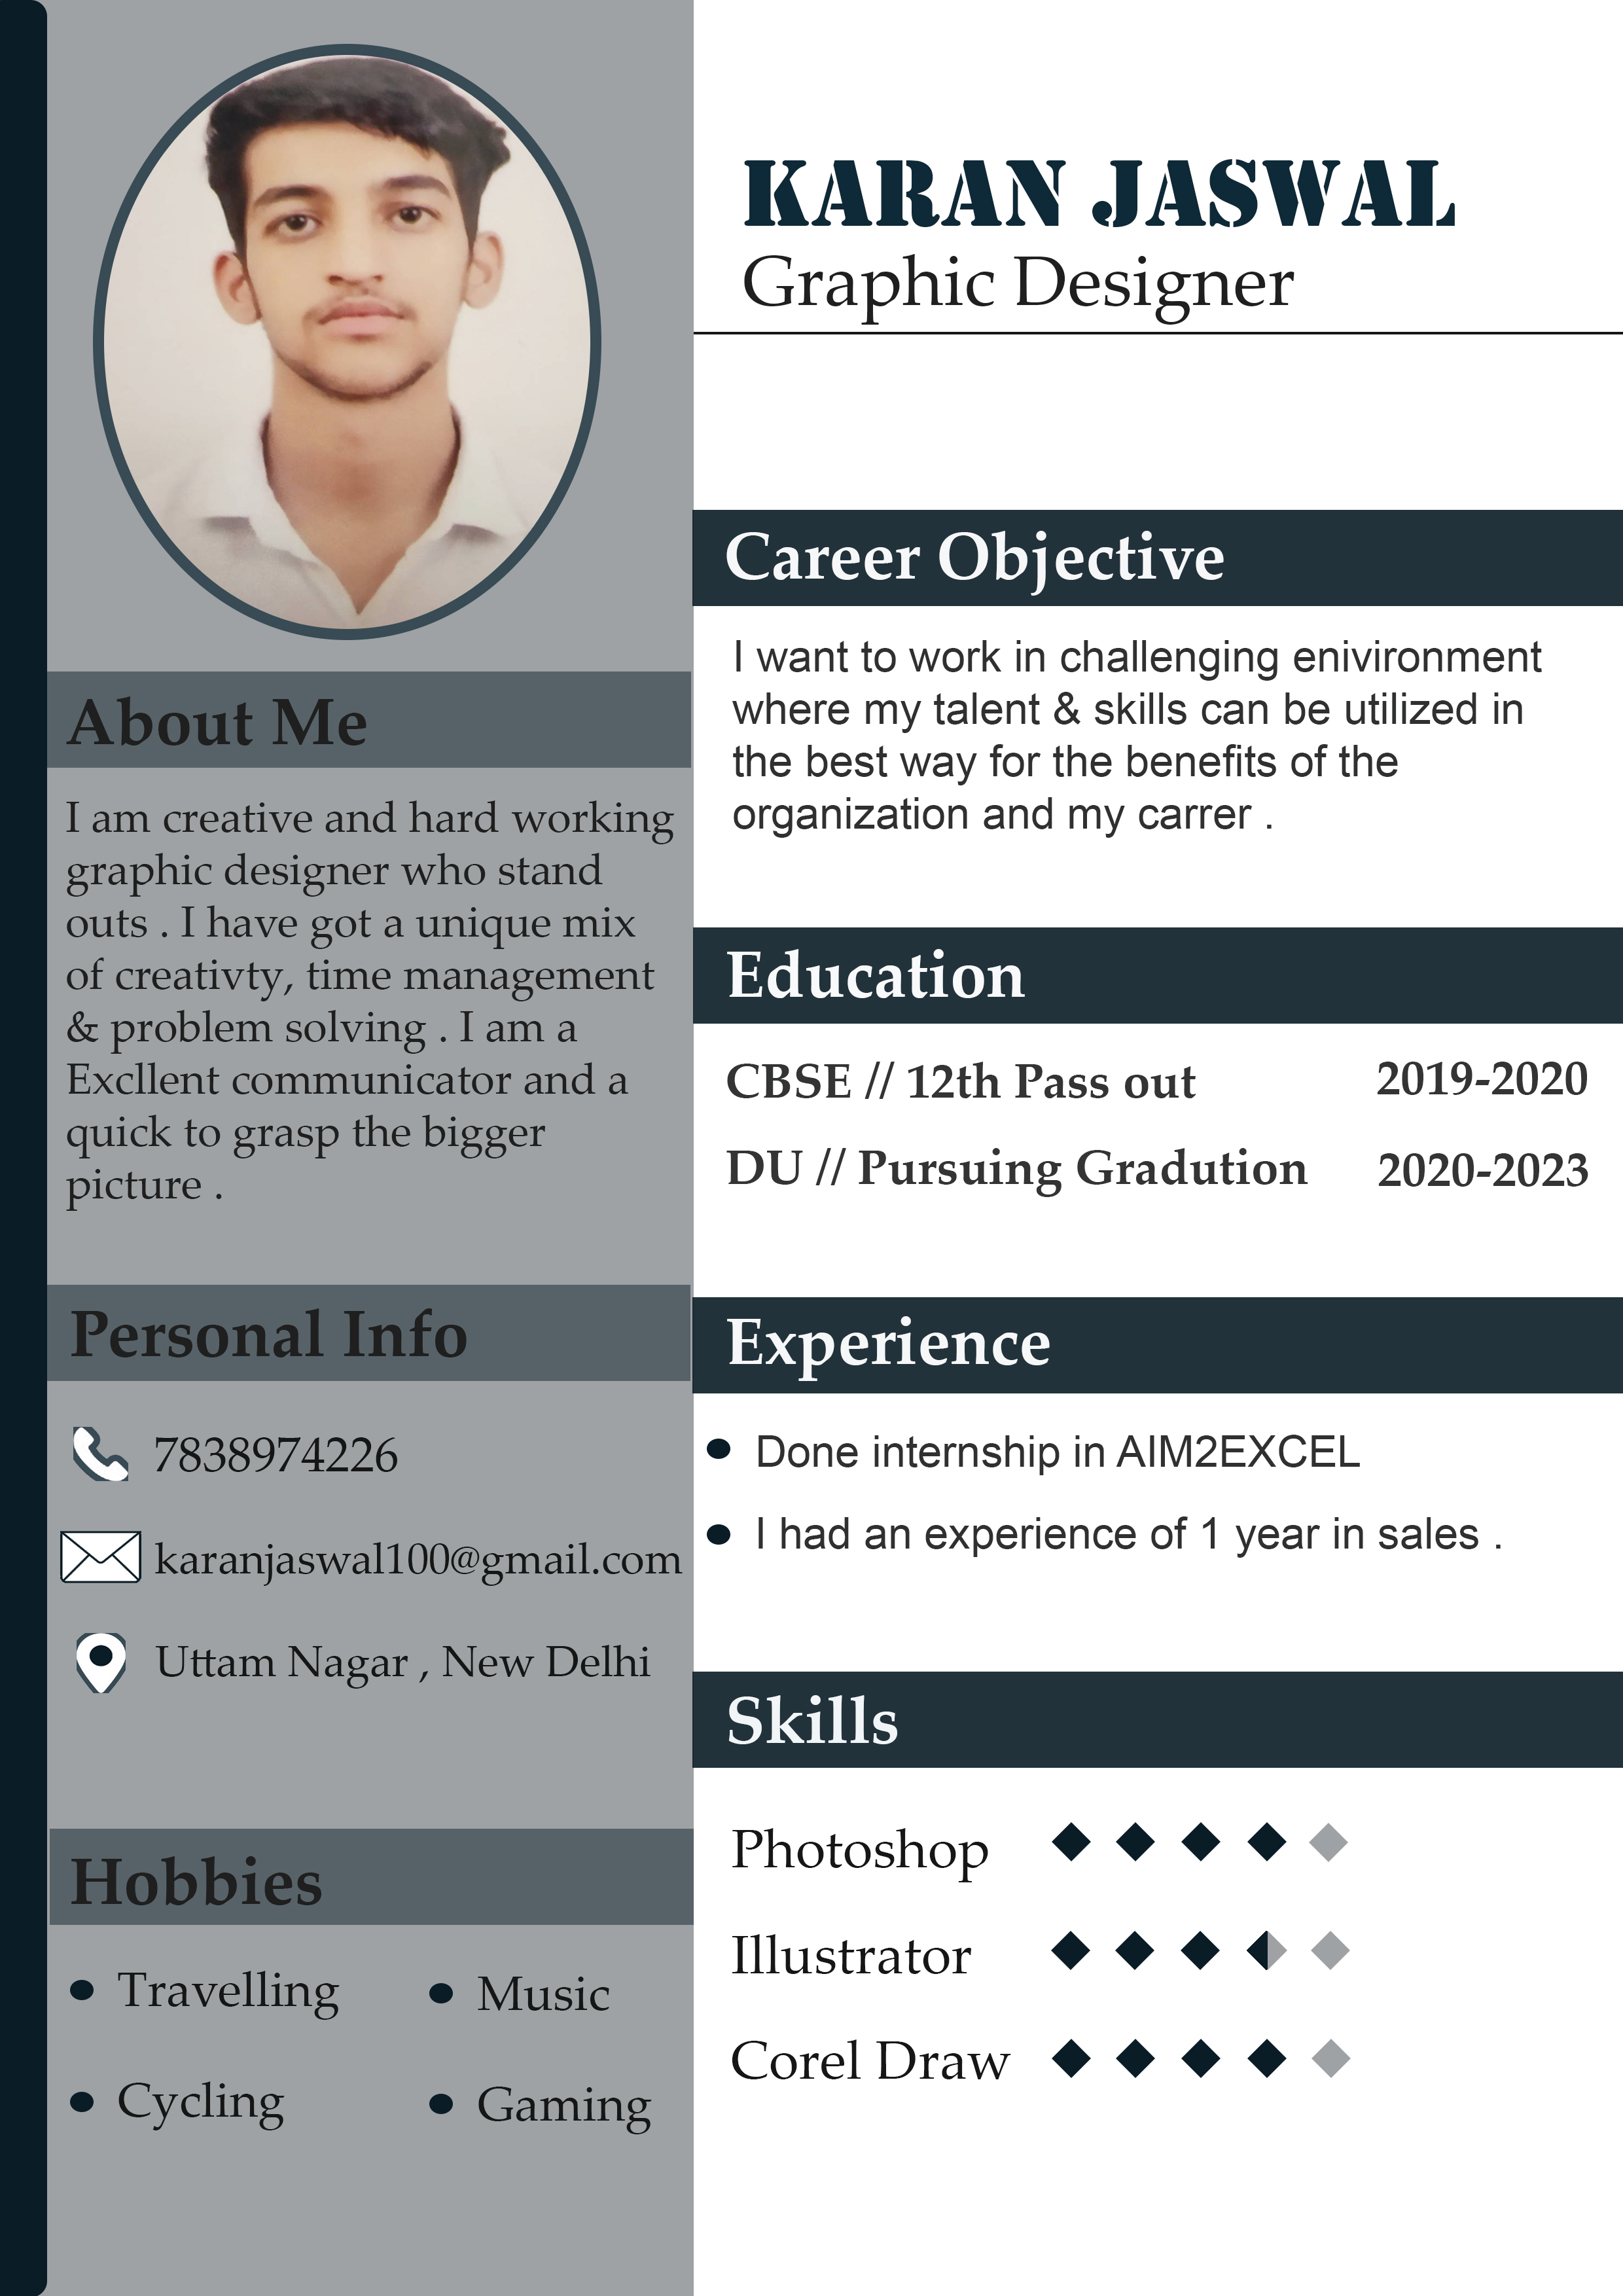 KARAN JASWAL
Graphic Designer
About Me
I am creative and hard working
graphic designer who stand
outs . I have got a unique mix
of creativty, time management
& problem solving . I am a
Excllent communicator and a
quick to grasp the bigger
picture .
Personal Info
7838974226
karanjaswal100@gmail.com
Uttam Nagar , New Delhi
Hobbies
Travelling
Music
Cycling
Gaming
Career Objective
I want to work in challenging enivironment
where my talent & skills can be utilized in
the best way for the benefits of the
organization and my carrer .
Education
CBSE // 12th Pass out 2019-2020
DU // Pursuing Gradution 2020-2023
Experience
Done internship in AIM2EXCEL
I had an experience of 1 year in sales .
Skills
Photoshop
Illustrator
Corel Draw